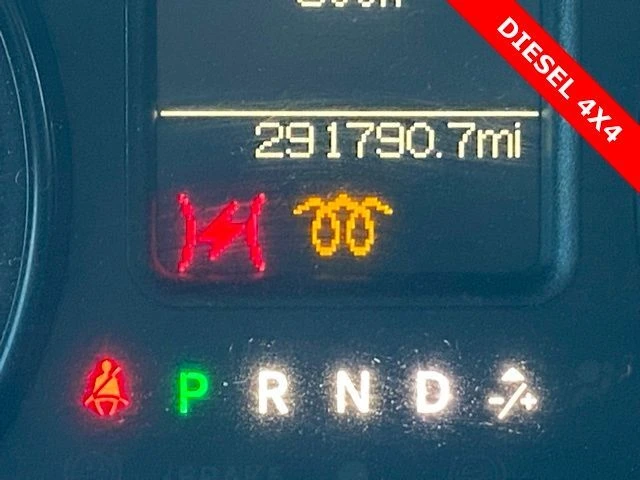 DIESEL 4X4
291790.7mi
P R N D -/+